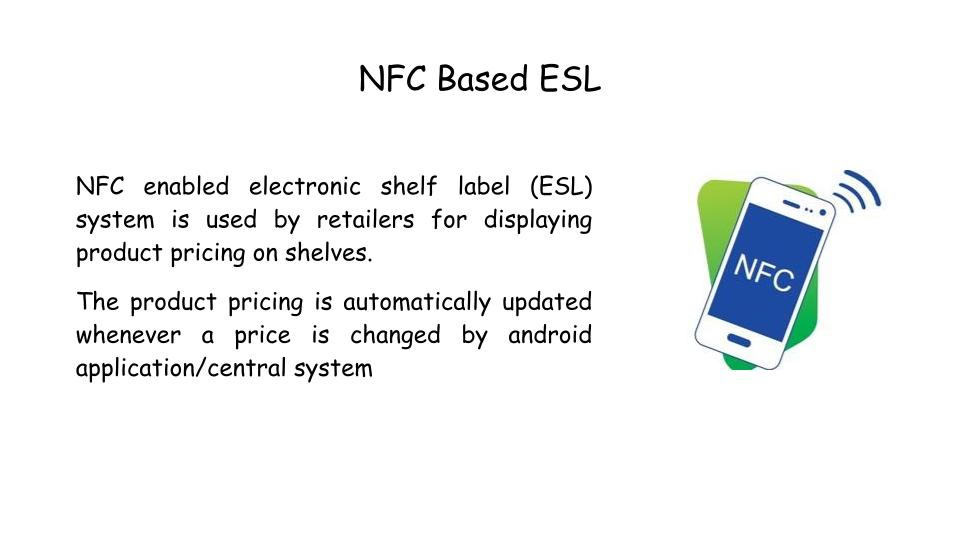 NFC Based ESL
NFC enabled electronic shelf label (ESL)
system is used by retailers for displaying
product pricing on shelves.
The product pricing is automatically updated
whenever a price is changed by android
application/central system
NFC